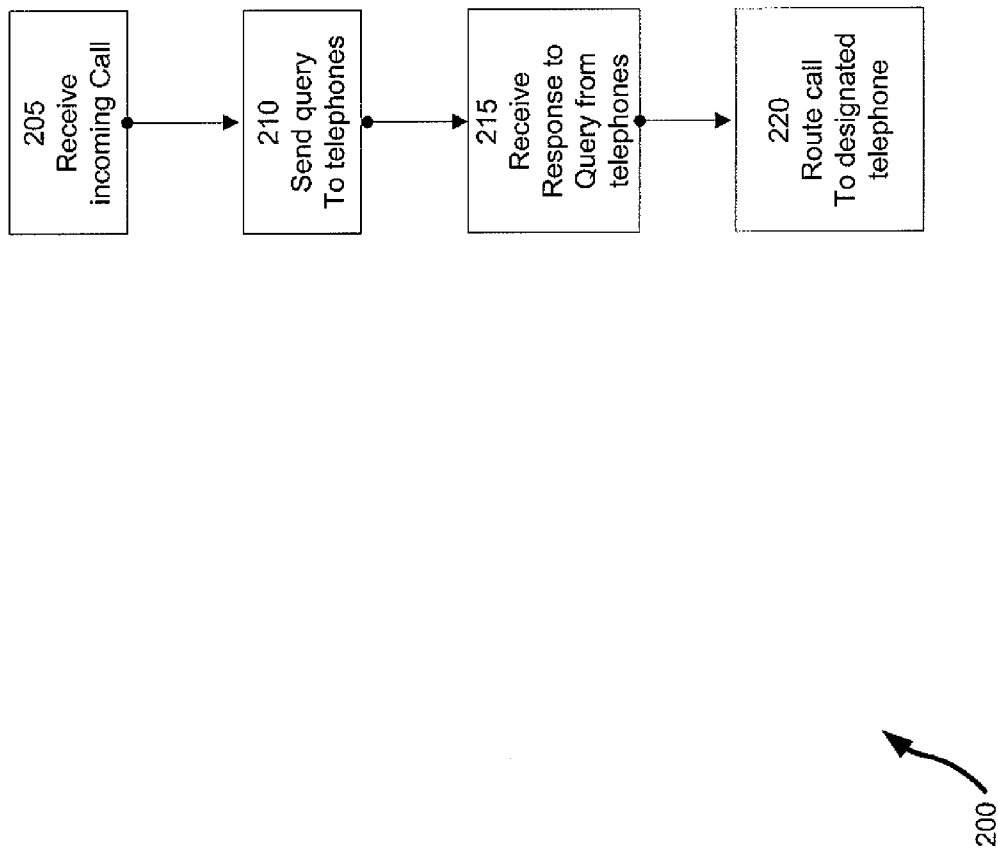 205
Receive
incoming Call
210
Send query
To telephones
215
Receive
Response to
Query from
telephones
220
Route call
To designated
telephone
200